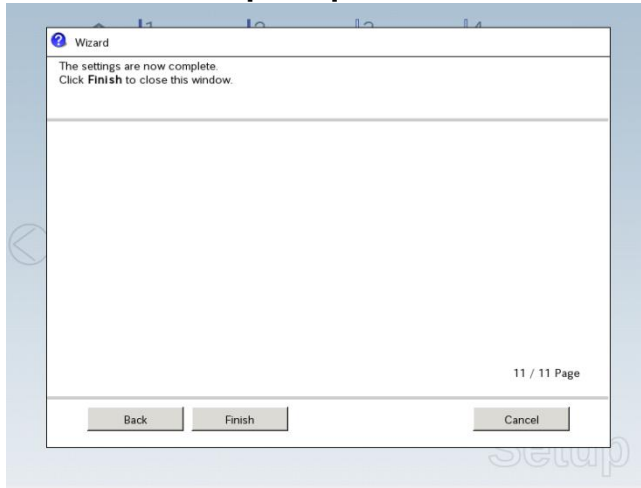 Wizard
The settings are now complete.
Click Finish to close this window.
11 / 11 Page
Back
Finish
Cancel
Setup